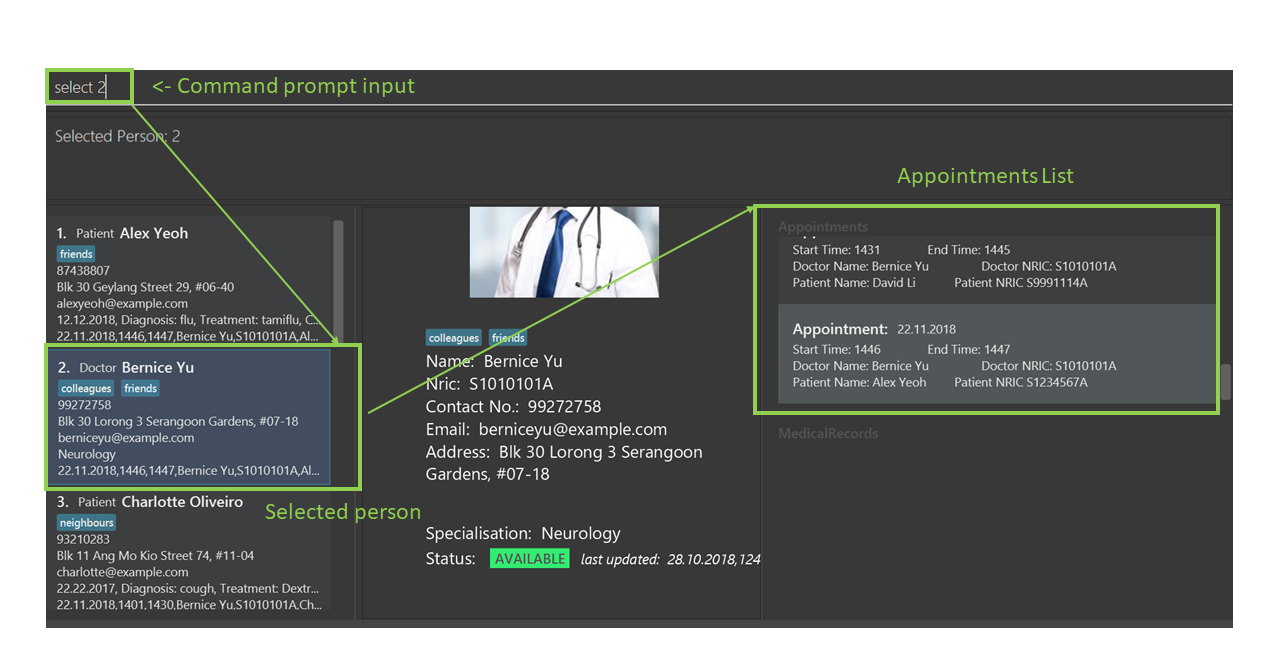 select 2
<- Command prompt input
Selected Person: 2
Appointments List
1. Patient Alex Yeoh
friends
87438807
Blk 30 Geylang Street 29, #06-40
alexyeoh@example.com
12.12.2018, Diagnosis: flu, Treatment: tamiflu, C...
22.11.2018,1446,1447,Bernice Yu,S1010101A,Al...
2. Doctor Bernice Yu
colleagues friends
99272758
Blk 30 Lorong 3 Serangoon Gardens, #07-18
berniceyu@example.com
Neurology
22.11.2018,1446,1447,Bernice Yu,S1010101A,Al...
3. Patient Charlotte Oliveiro
neighbours
93210283
Blk 11 Ang Mo Kio Street 74, #11-04
charlotte@example.com
22.22.2017, Diagnosis: cough, Treatment: Dextr...
22.11.2018,1401,1430,Bernice Yu,S1010101A,Ch...
Selected person
colleagues friends
Name: Bernice Yu
Nric: S1010101A
Contact No.: 99272758
Email: berniceyu@example.com
Address: Blk 30 Lorong 3 Serangoon
Gardens, #07-18
Specialisation: Neurology
Status: AVAILABLE last updated: 28.10.2018,124
Appointments
Start Time: 1431 End Time: 1445
Doctor Name: Bernice Yu Doctor NRIC: S1010101A
Patient Name: David Li Patient NRIC S9991114A
Appointment: 22.11.2018
Start Time: 1446 End Time: 1447
Doctor Name: Bernice Yu Doctor NRIC: S1010101A
Patient Name: Alex Yeoh Patient NRIC S1234567A
MedicalRecords